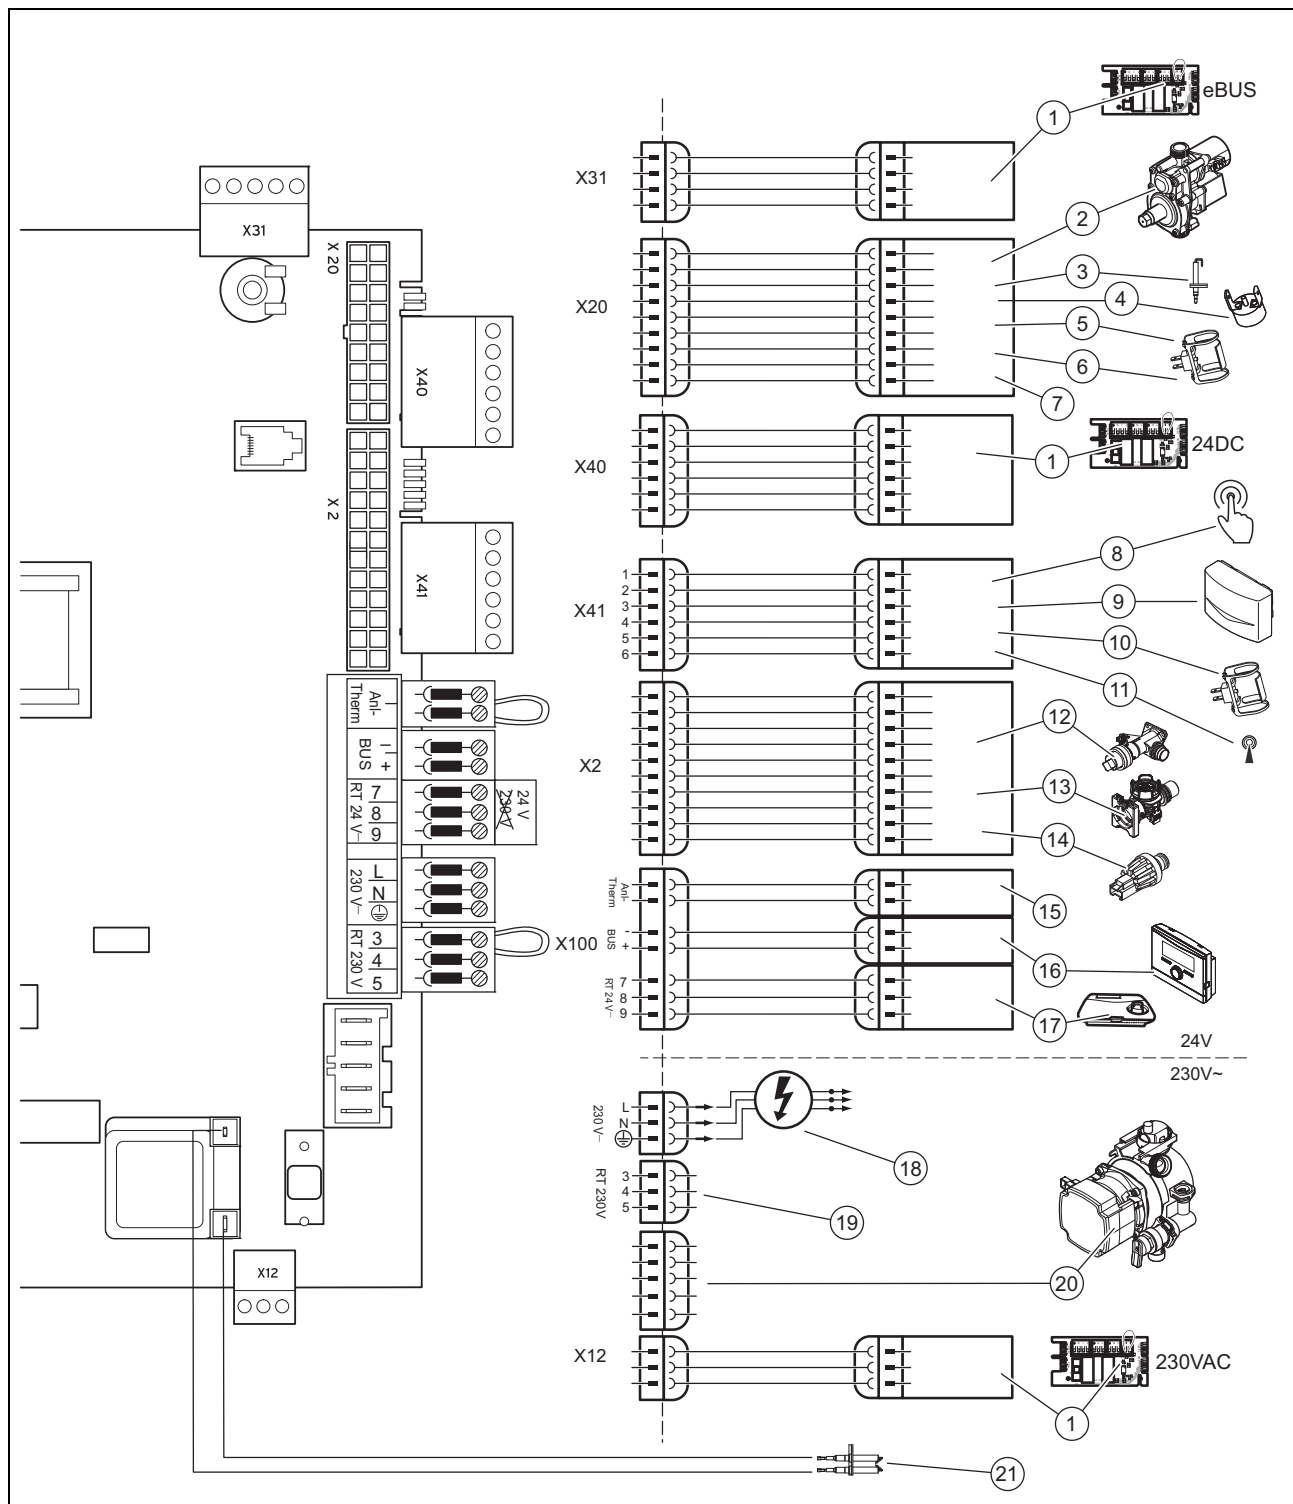 eBUS
1
X31
X31
2
X 20
3
4
X20
5
6
X40
7
24DC
X40
1
X 2
8
X41
1
2
3
4
5
6
X41
9
10
11
Anl-
Therm
12
BUS
– +
X2
13
RT 24 V
7
8
9
24 V
230 V
14
230 V~
L
N
Anl-
Therm
15
RT 230 V
3
4
5
X100
BUS
-
+
16
RT 24 V
7
8
9
17
24V
230V~
230 V~
L
N
18
RT 230V
3
4
5
19
X12
20
X12
230VAC
1
21